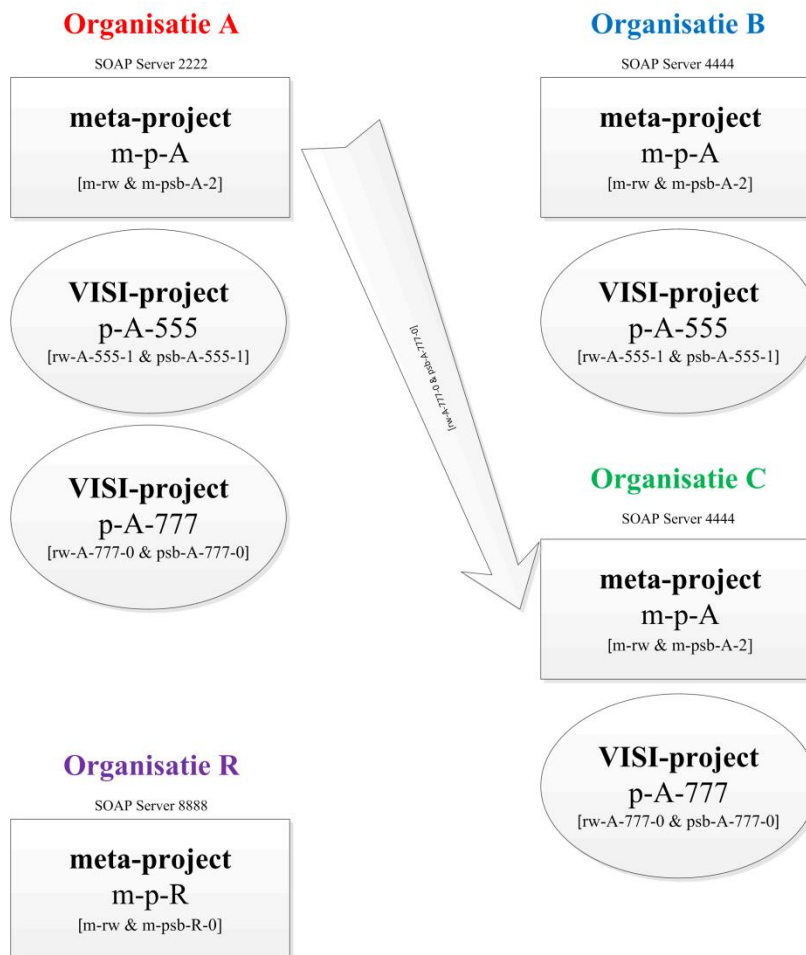 Organisatie A
SOAP Server 2222
meta-project
m-p-A
[m-rw & m-psb-A-2]
VISI-project
p-A-555
[rw-A-555-1 & psb-A-555-1]
VISI-project
p-A-777
[rw-A-777-0 & psb-A-777-0]
[rw-A-777-0 & psb-A-777-0]
Organisatie B
SOAP Server 4444
meta-project
m-p-A
[m-rw & m-psb-A-2]
VISI-project
p-A-555
[rw-A-555-1 & psb-A-555-1]
Organisatie C
SOAP Server 4444
meta-project
m-p-A
[m-rw & m-psb-A-2]
VISI-project
p-A-777
[rw-A-777-0 & psb-A-777-0]
Organisatie R
SOAP Server 8888
meta-project
m-p-R
[m-rw & m-psb-R-0]